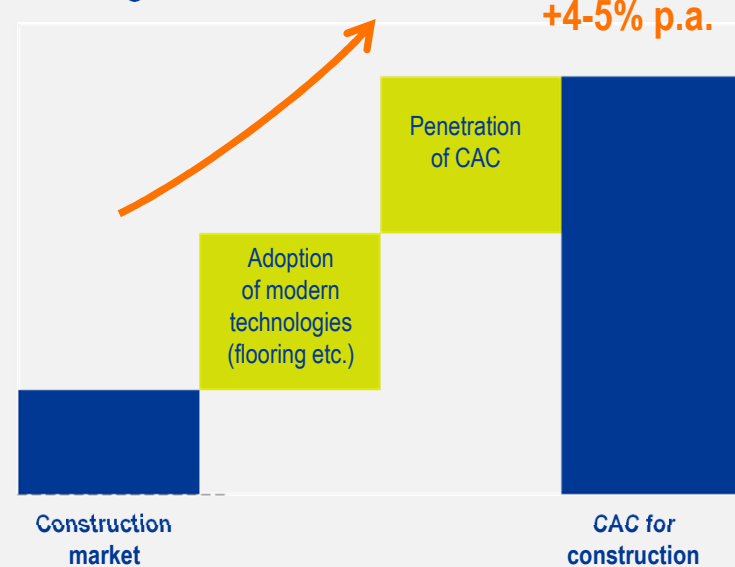 +4-5% p.a.
Penetration
of CAC
Adoption
of modern
technologies
(flooring etc.)
Construction
market
CAC for
construction